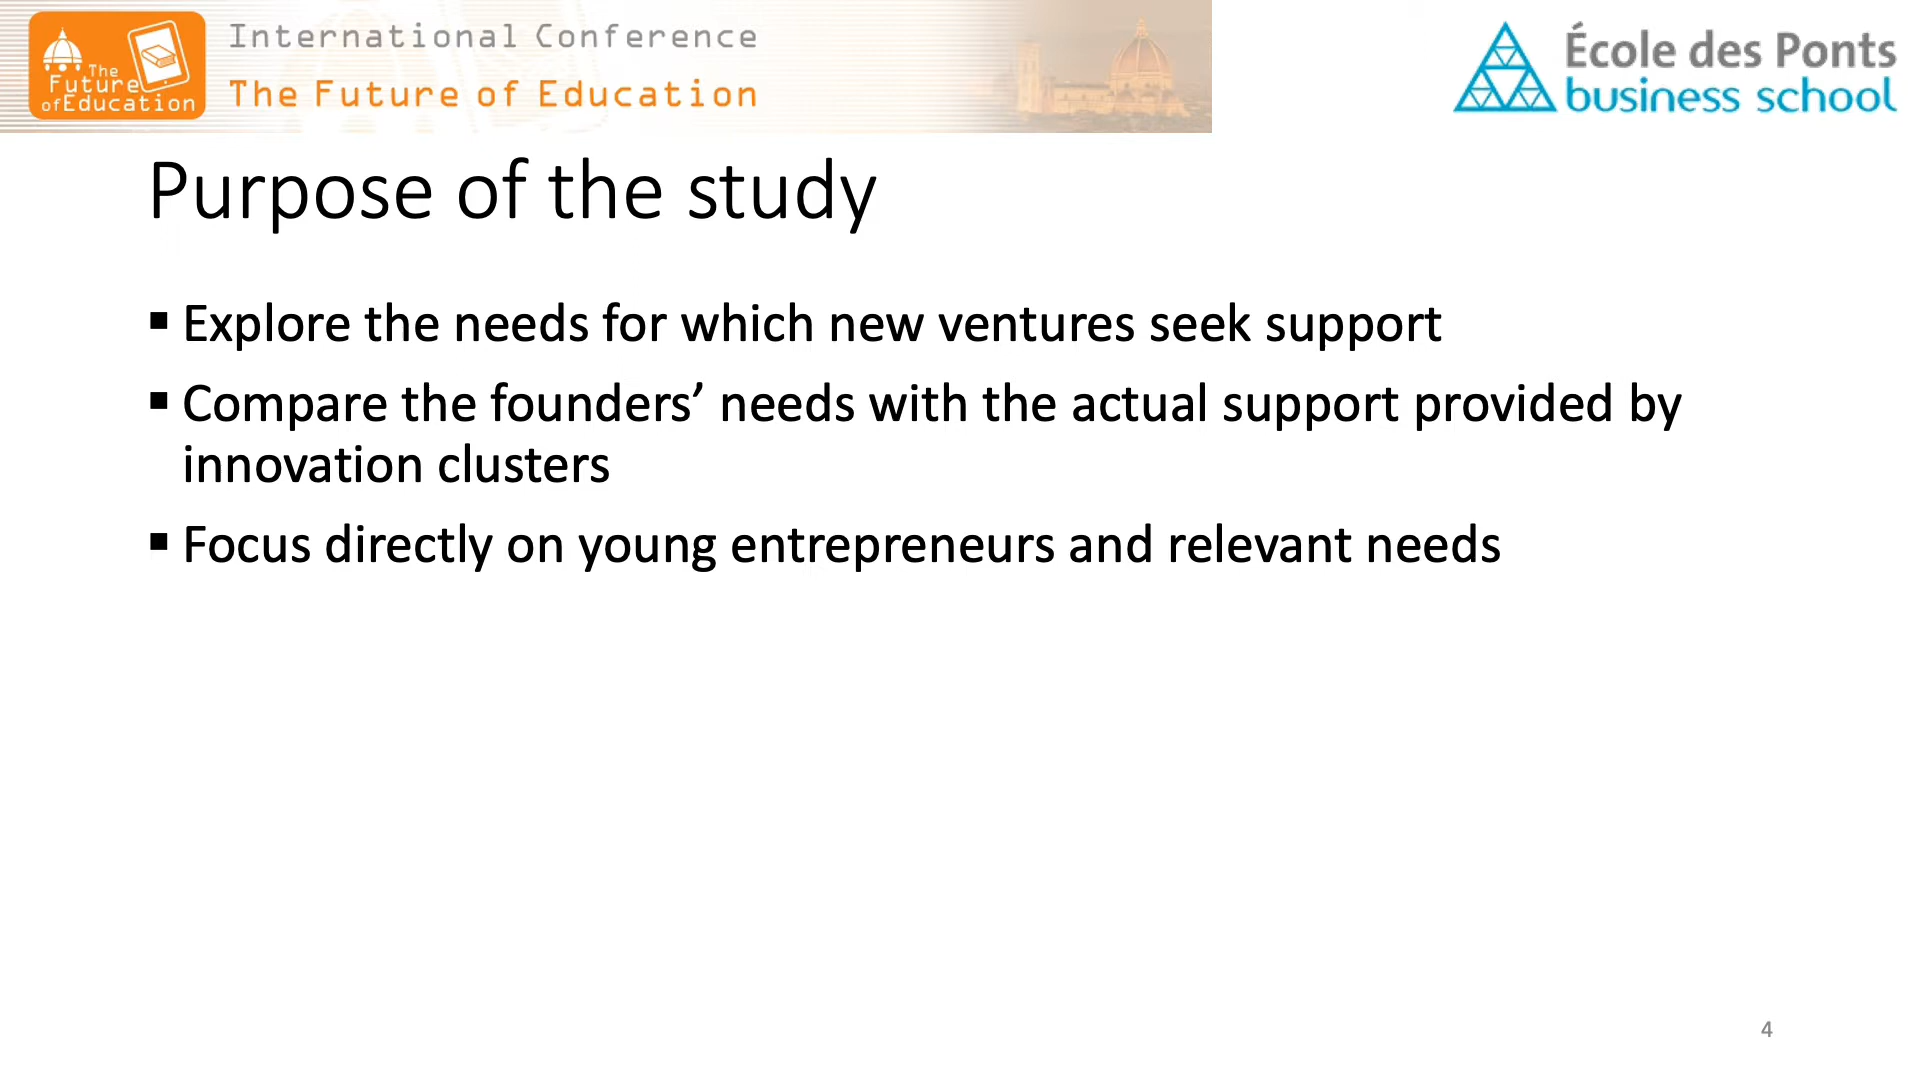 The
Future
of Education
International Conference
The Future of Education
École des Ponts
business school
Purpose of the study
▪ Explore the needs for which new ventures seek support
▪ Compare the founders’ needs with the actual support provided by
innovation clusters
▪ Focus directly on young entrepreneurs and relevant needs
4